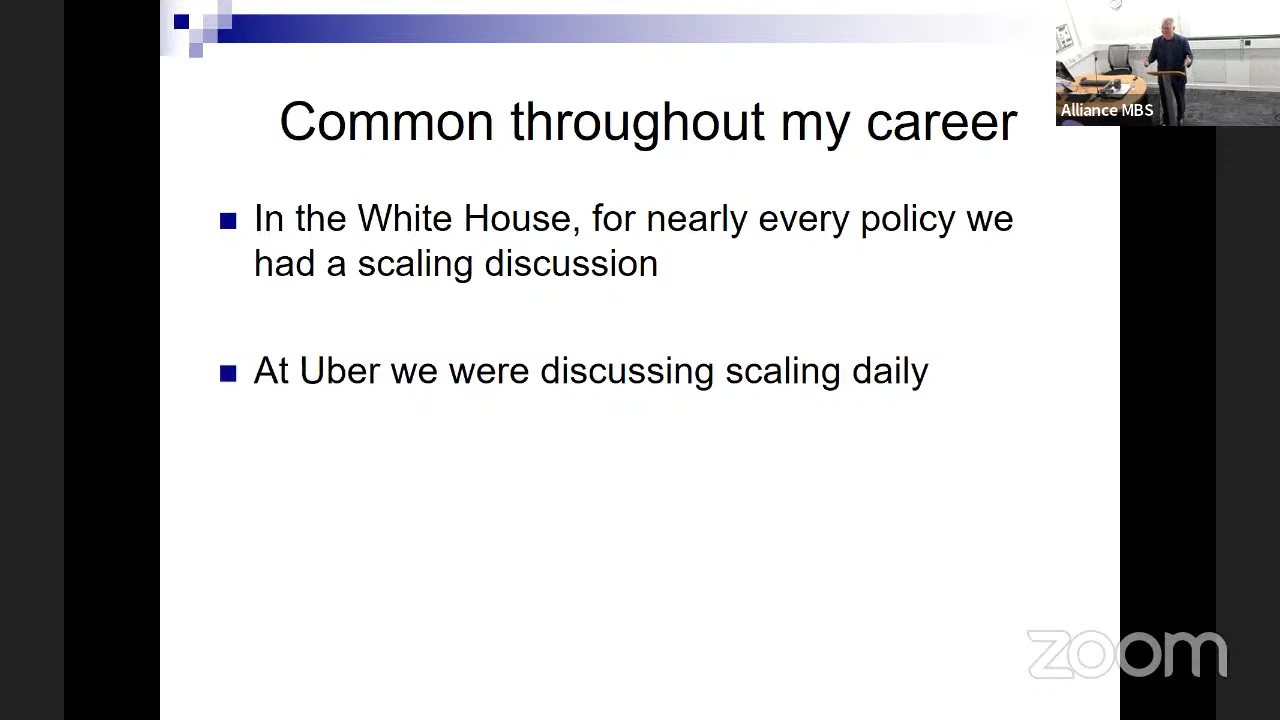 Alliance MBS
Common throughout my career
In the White House, for nearly every policy we
had a scaling discussion
At Uber we were discussing scaling daily
zoom